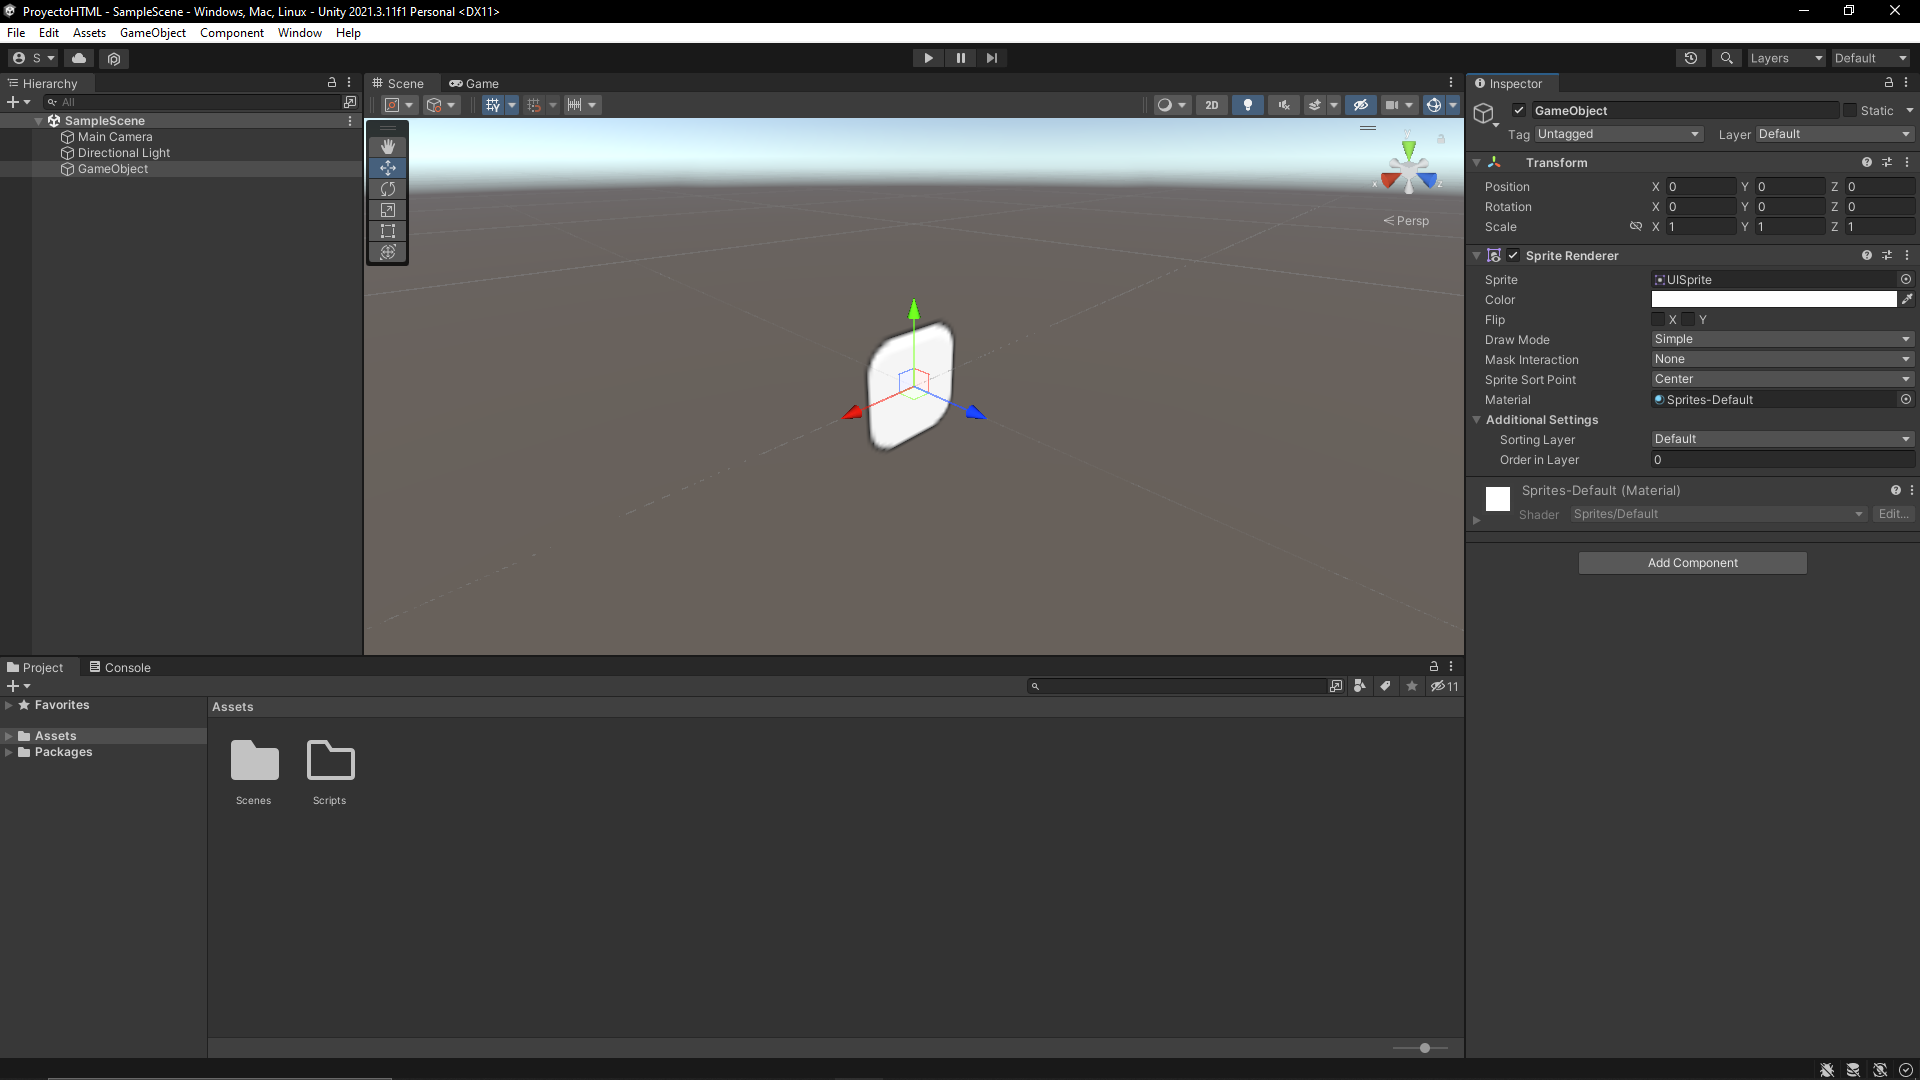 ProyectoHTML - SampleScene - Windows, Mac, Linux - Unity 2021.3.11f1 Personal <DX11>
File Edit Assets GameObject Component Window Help
S
Layers Default
Hierarchy
All
SampleScene
Main Camera
Directional Light
GameObject
Scene Game
2D
y
x z
Persp
Inspector
GameObject Static
Tag Untagged Layer Default
Transform
Position X 0 Y 0 Z 0
Rotation X 0 Y 0 Z 0
Scale X 1 Y 1 Z 1
Sprite Renderer
Sprite UISprite
Color
Flip X Y
Draw Mode Simple
Mask Interaction None
Sprite Sort Point Center
Material Sprites-Default
Additional Settings
Sorting Layer Default
Order in Layer 0
Sprites-Default (Material)
Shader Sprites/Default Edit...
Add Component
Project Console
11
Favorites
Assets
Packages
Assets
Scenes Scripts